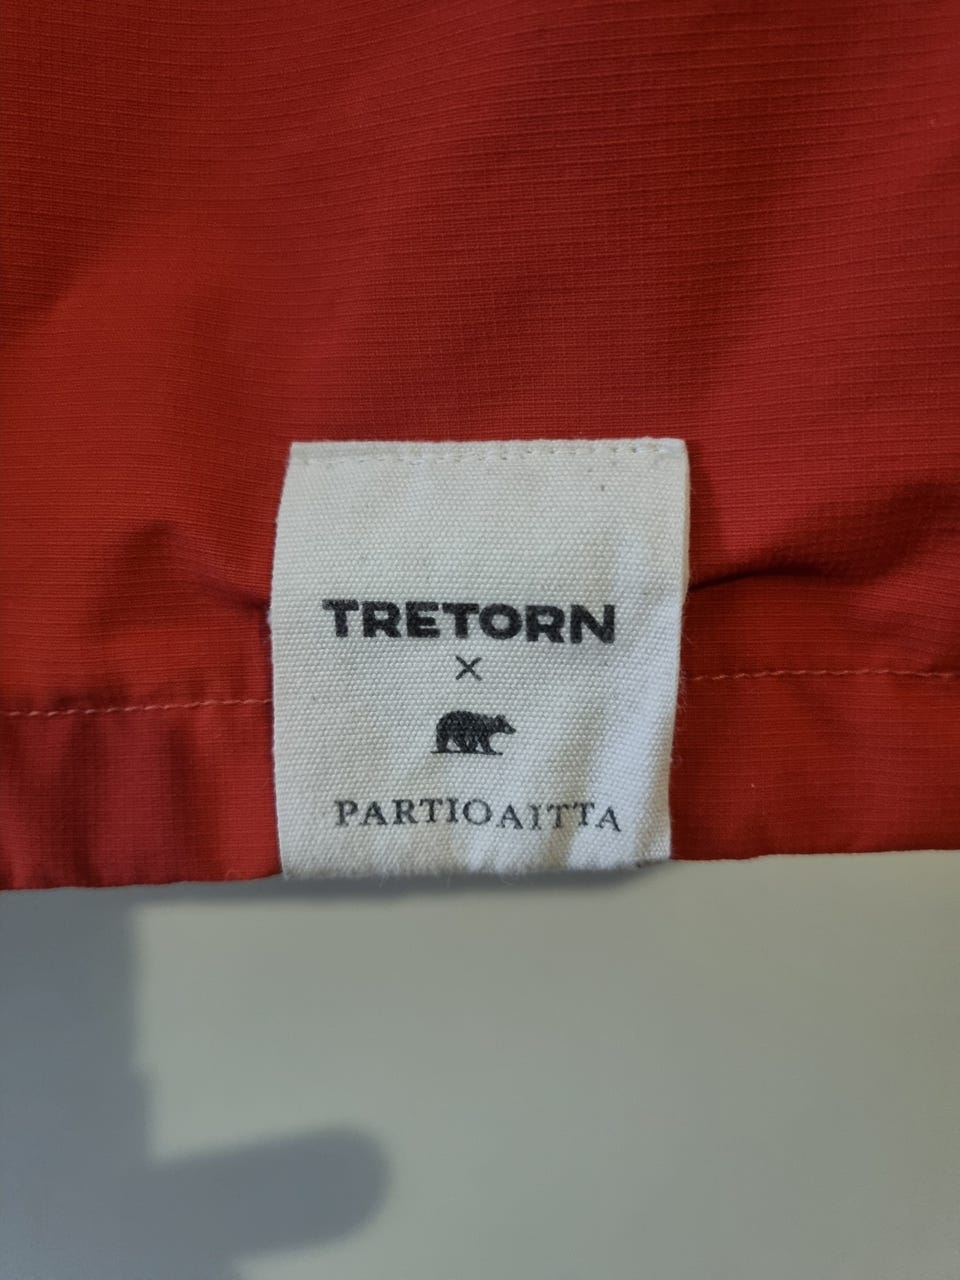 TRETORN
×
PARTIOAITTA